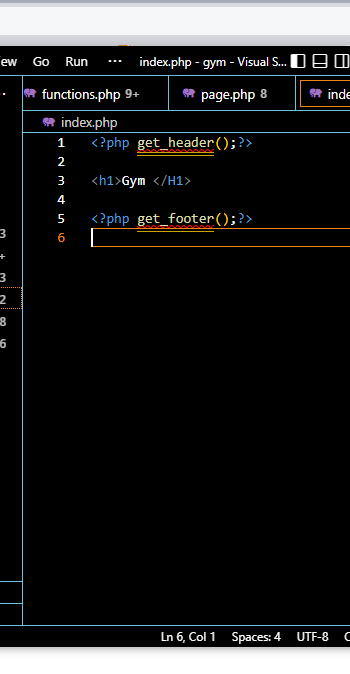 ew Go Run ··· index.php - gym - Visual S...
functions.php 9+ page.php 8 inde
index.php
1 <?php get_header();?>
2
3 <h1>Gym </H1>
4
5 <?php get_footer();?>
6
3
+
3
2
8
6
Ln 6, Col 1 Spaces: 4 UTF-8 C